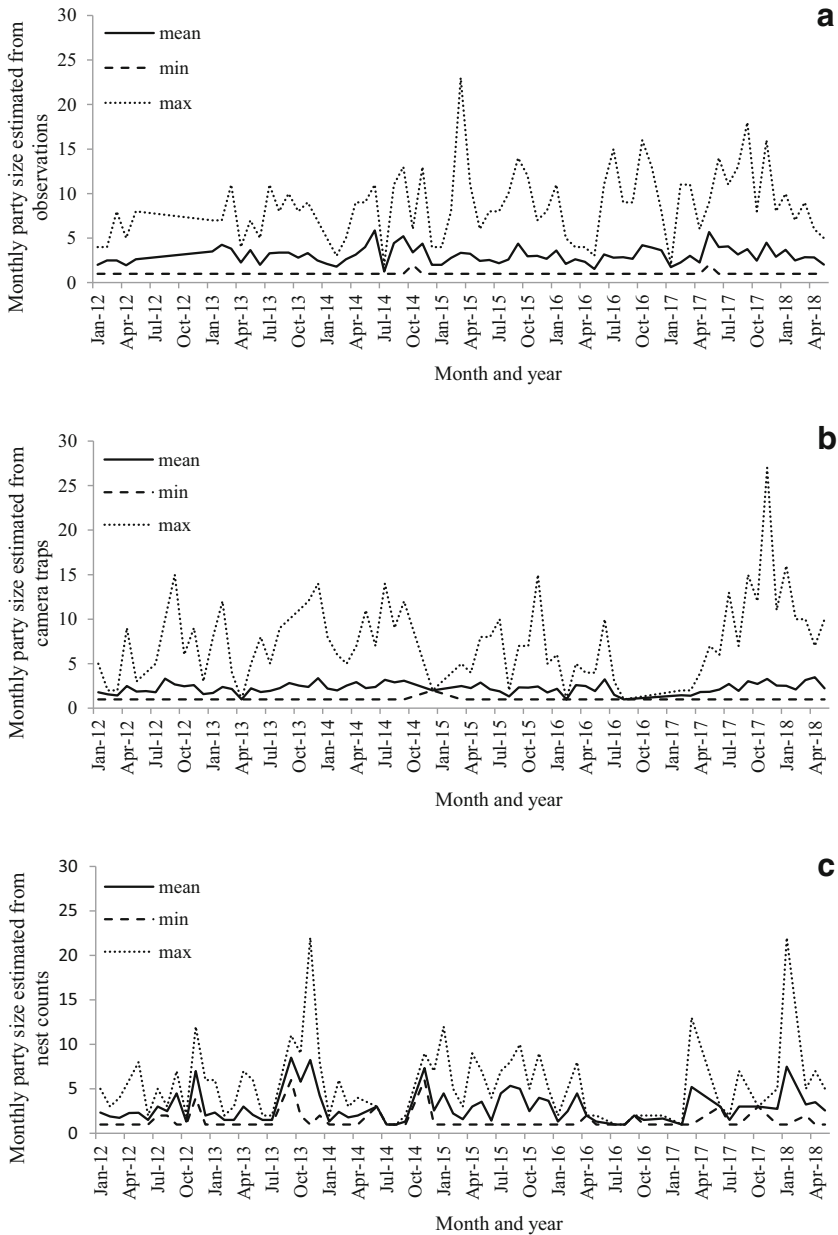 a
Monthly party size estimated from
observations
30
25
20
15
10
5
0
mean
min
max
Jan-12
Apr-12
Jul-12
Oct-12
Jan-13
Apr-13
Jul-13
Oct-13
Jan-14
Apr-14
Jul-14
Oct-14
Jan-15
Apr-15
Jul-15
Oct-15
Jan-16
Apr-16
Jul-16
Oct-16
Jan-17
Apr-17
Jul-17
Oct-17
Jan-18
Apr-18
Month and year
b
Monthly party size estimated from
camera traps
30
25
20
15
10
5
0
mean
min
max
Jan-12
Apr-12
Jul-12
Oct-12
Jan-13
Apr-13
Jul-13
Oct-13
Jan-14
Apr-14
Jul-14
Oct-14
Jan-15
Apr-15
Jul-15
Oct-15
Jan-16
Apr-16
Jul-16
Oct-16
Jan-17
Apr-17
Jul-17
Oct-17
Jan-18
Apr-18
Month and year
c
Monthly party size estimated from
nest counts
30
25
20
15
10
5
0
mean
min
max
Jan-12
Apr-12
Jul-12
Oct-12
Jan-13
Apr-13
Jul-13
Oct-13
Jan-14
Apr-14
Jul-14
Oct-14
Jan-15
Apr-15
Jul-15
Oct-15
Jan-16
Apr-16
Jul-16
Oct-16
Jan-17
Apr-17
Jul-17
Oct-17
Jan-18
Apr-18
Month and year